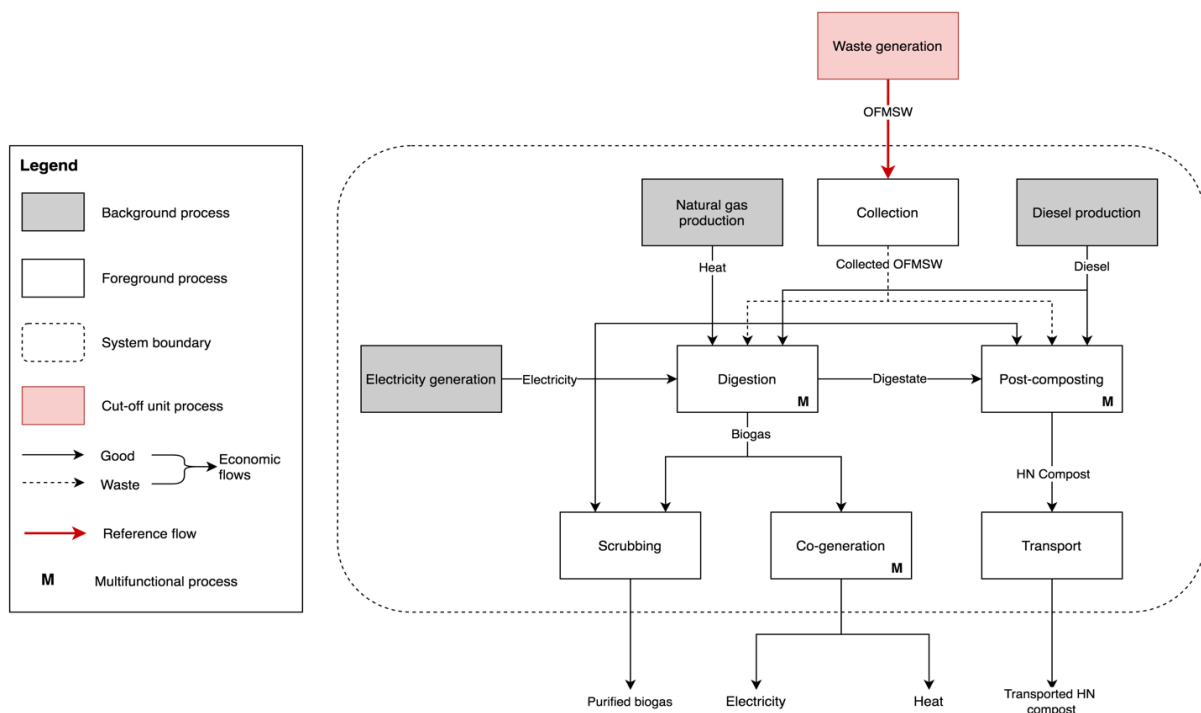 Waste generation
OFMSW
Legend
Background process
Foreground process
System boundary
Cut-off unit process
Good
Waste
Economic
flows
Reference flow
M
Multifunctional process
Natural gas
production
Collection
Diesel production
Heat
Collected OFMSW
Diesel
Electricity generation
Electricity
Digestion
M
Digestate
Post-composting
M
Biogas
HN Compost
Scrubbing
Co-generation
M
Transport
Purified biogas
Electricity
Heat
Transported HN
compost